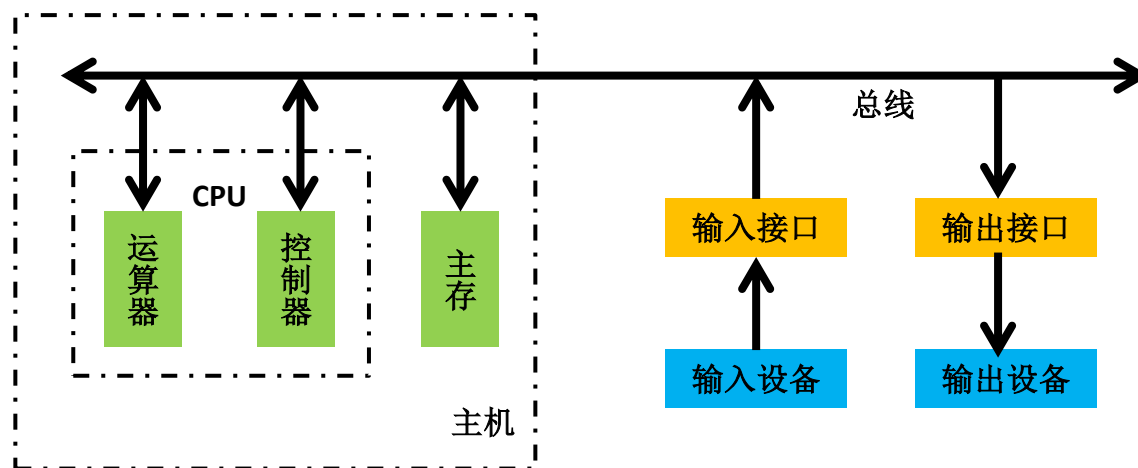 总线
CPU
运算器
控制器
主存
输入接口
输出接口
输入设备
输出设备
主机